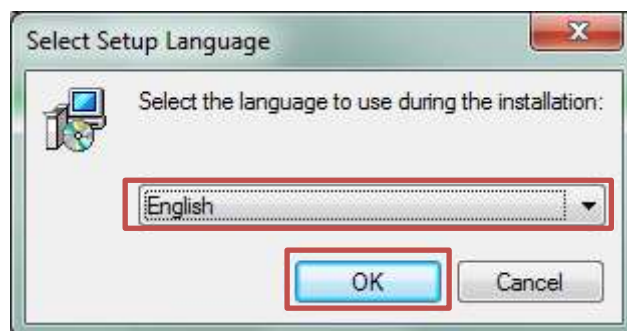 Select Setup Language
Select the language to use during the installation:
English
OK Cancel